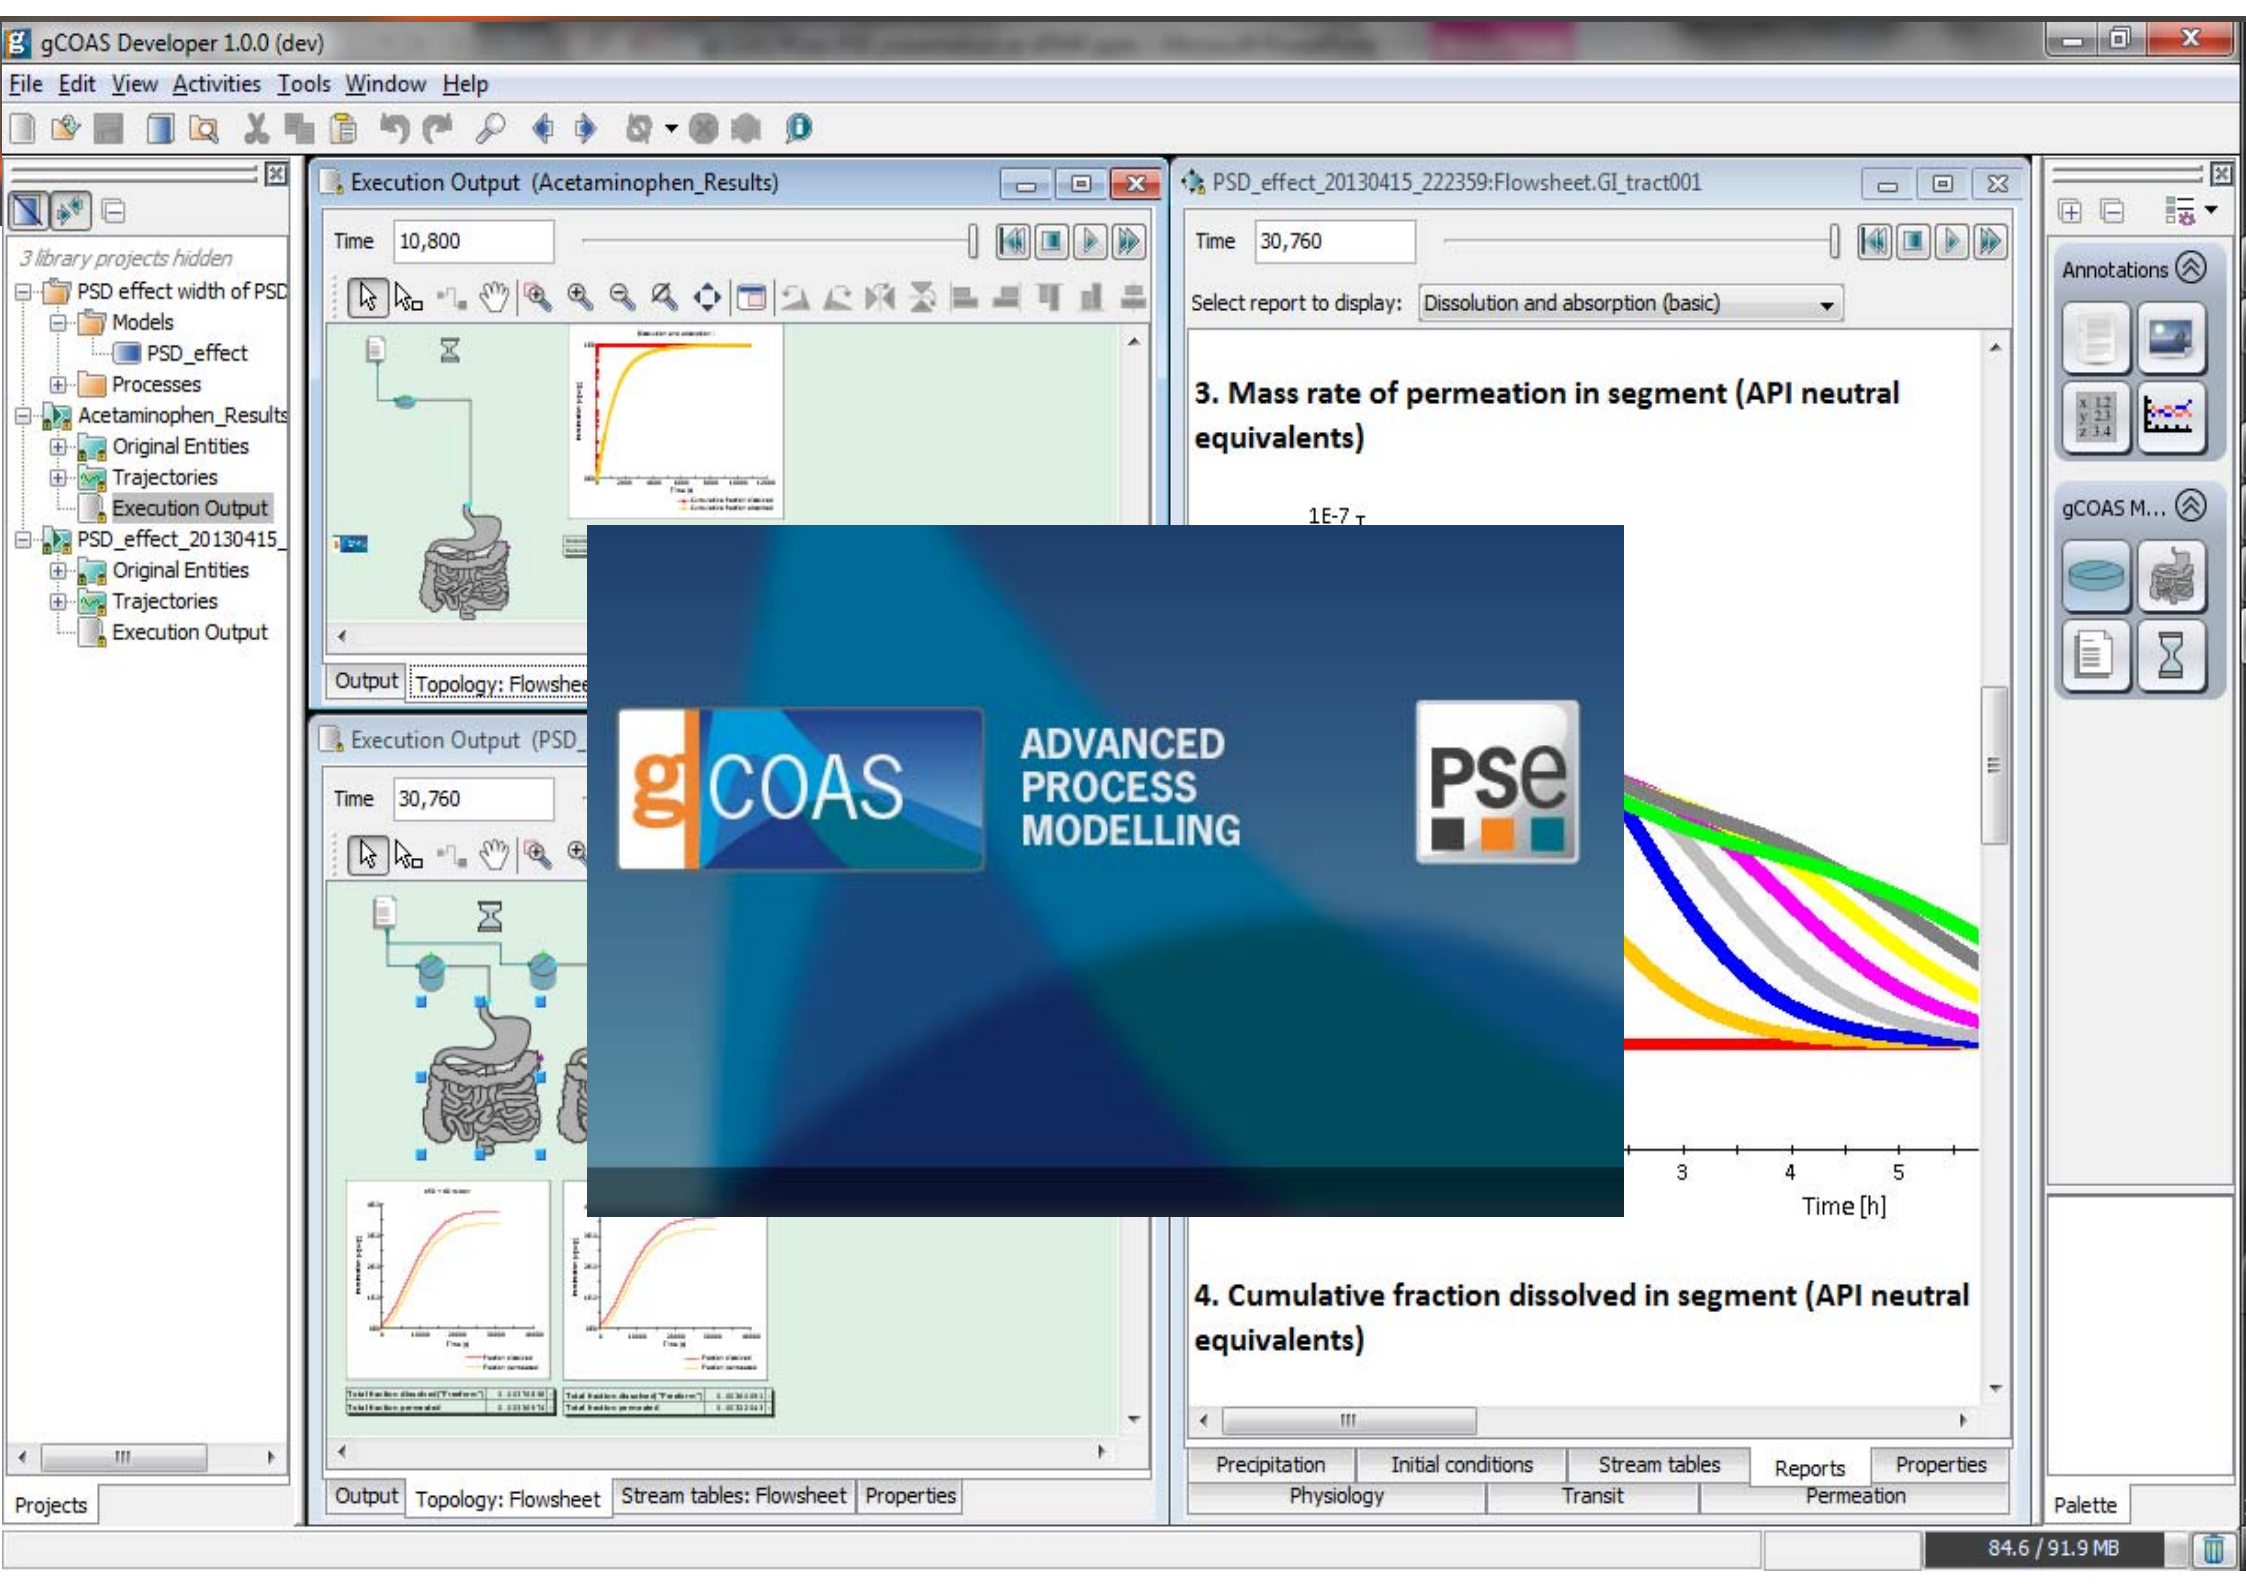 gCOAS Developer 1.0.0 (dev)
File Edit View Activities Tools Window Help
3 library projects hidden
PSD effect width of PSD
Models
PSD_effect
Processes
Acetaminophen_Results
Original Entities
Trajectories
Execution Output
PSD_effect_20130415_
Original Entities
Trajectories
Execution Output
Projects
Execution Output (Acetaminophen_Results)
Time 10,800
Output Topology: Flowshee
Execution Output (PSD_
Time 30,760
Output Topology: Flowsheet Stream tables: Flowsheet Properties
gCOAS
ADVANCED
PROCESS
MODELLING
PSe
PSD_effect_20130415_222359:Flowsheet.GI_tract001
Time 30,760
Select report to display: Dissolution and absorption (basic)
3. Mass rate of permeation in segment (API neutral
equivalents)
1E-7
3 4 5
Time [h]
4. Cumulative fraction dissolved in segment (API neutral
equivalents)
Precipitation Initial conditions Stream tables Reports Properties
Physiology Transit Permeation
Annotations
x 12
y 23
z 3.4
gCOAS M...
Palette
84.6 / 91.9 MB